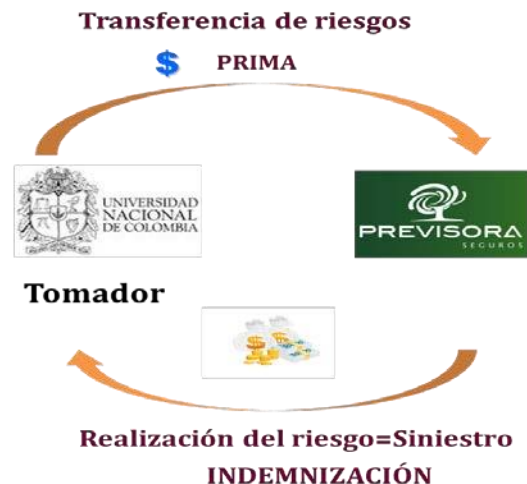 Transferencia de riesgos
$ PRIMA
UNIVERSIDAD
NACIONAL
DE COLOMBIA
PREVISORA
SEGUROS
Tomador
Realización del riesgo=Siniestro
INDEMNIZACIÓN